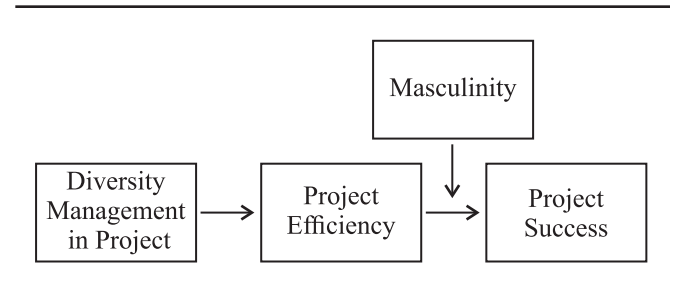 Masculinity
Diversity
Management
in Project
Project
Efficiency
Project
Success